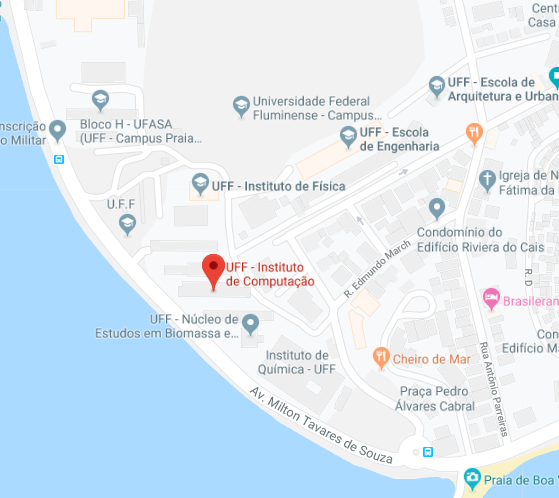 Cent
Casa
UFF - Escola de
Arquitetura e Urban
Universidade Federal
Fluminense - Campus...
Bloco H - UFASA
(UFF - Campus Praia...
nscrição
o Militar
UFF - Escola
de Engenharia
Igreja de N
Fátima da
UFF - Instituto de Física
U.F.F
Condomínio do
Edifício Riviera do Cais
R. Edmundo March
R. D
UFF - Instituto
de Computação
Brasileran
UFF - Núcleo de
Estudos em Biomassa e...
Con
Edifício Ma
Instituto de
Química - UFF
Cheiro de Mar
Rua Antônio Parreiras
Praça Pedro
Álvares Cabral
Av. Milton Tavares de Souza
Praia de Boa